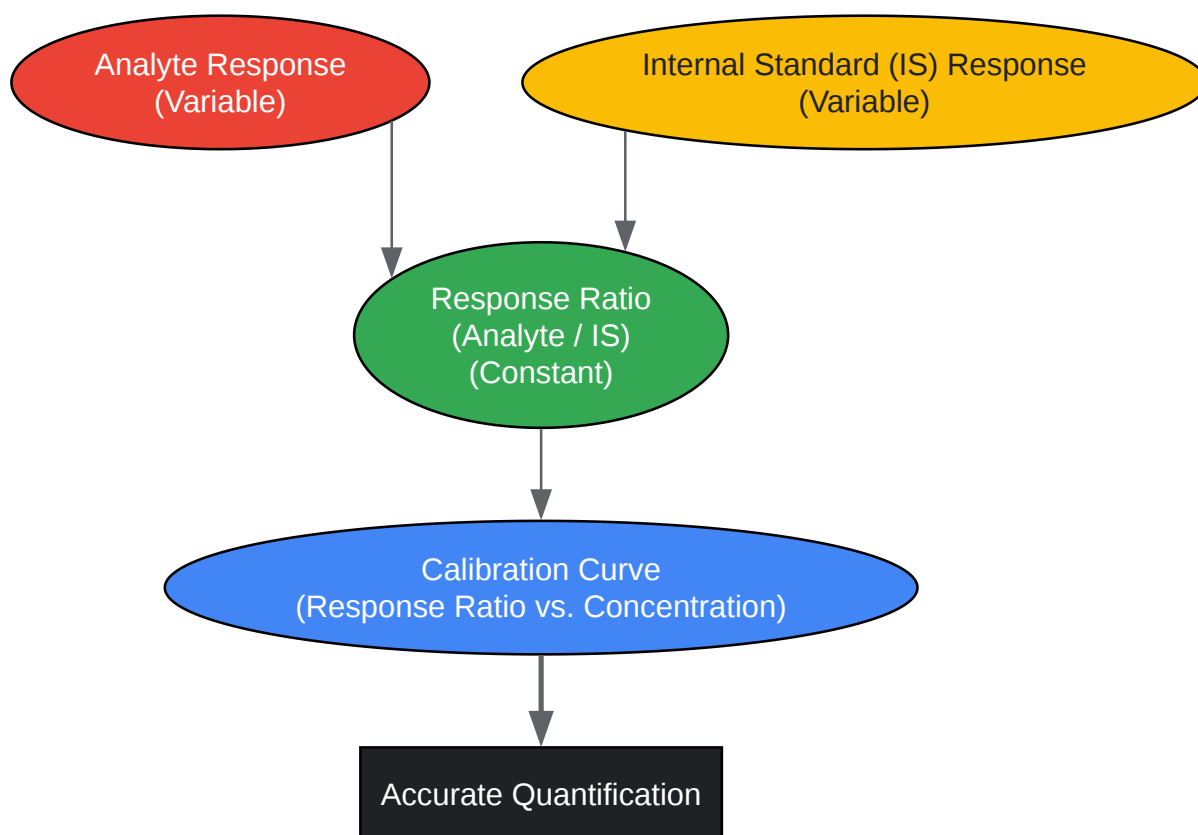 Analyte Response
(Variable)
Internal Standard (IS) Response
(Variable)
Response Ratio
(Analyte / IS)
(Constant)
Calibration Curve
(Response Ratio vs. Concentration)
Accurate Quantification